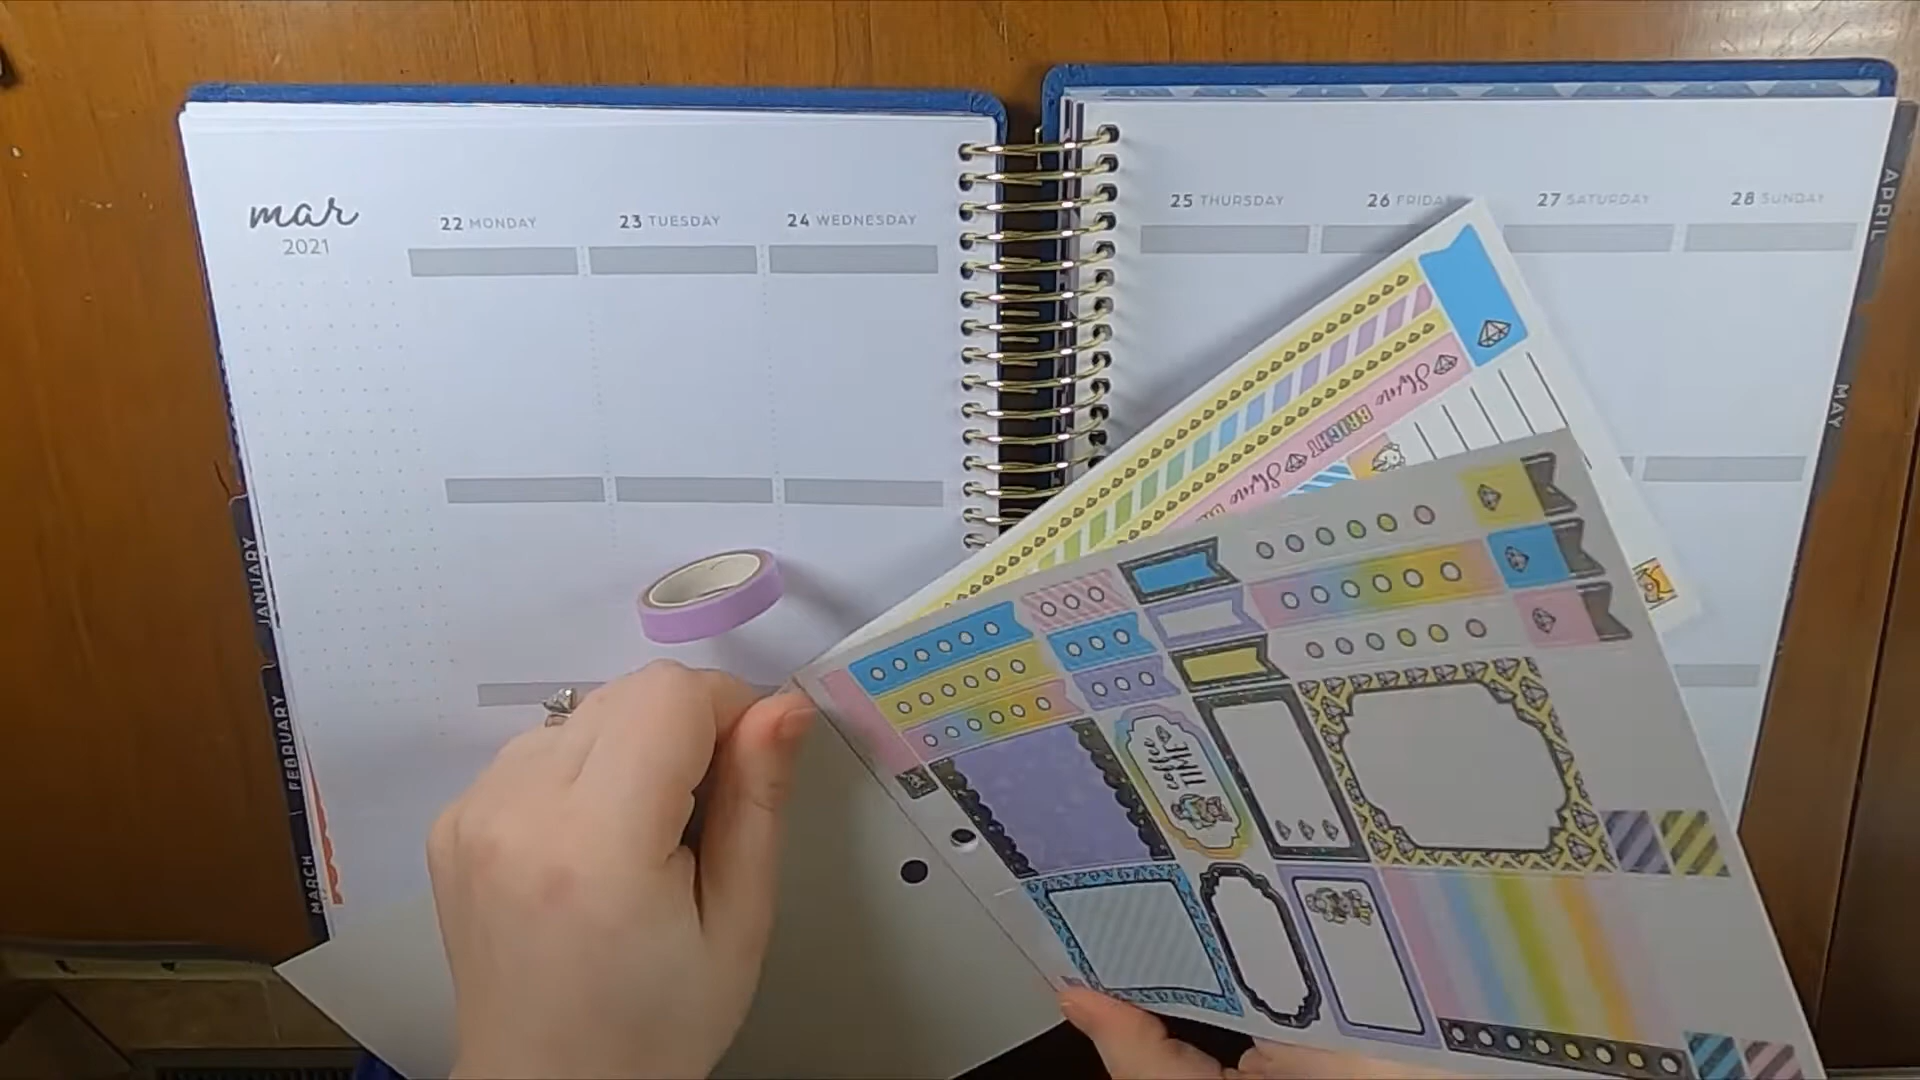 mar
2021
22 MONDAY
23 TUESDAY
24 WEDNESDAY
25 THURSDAY
26 FRIDA
27 SATURDAY
28 SUNDAY
APRIL
MAY
JANUARY
FEBRUARY
MARCH
Shine BRIGHT
Shine
coffee
TIME